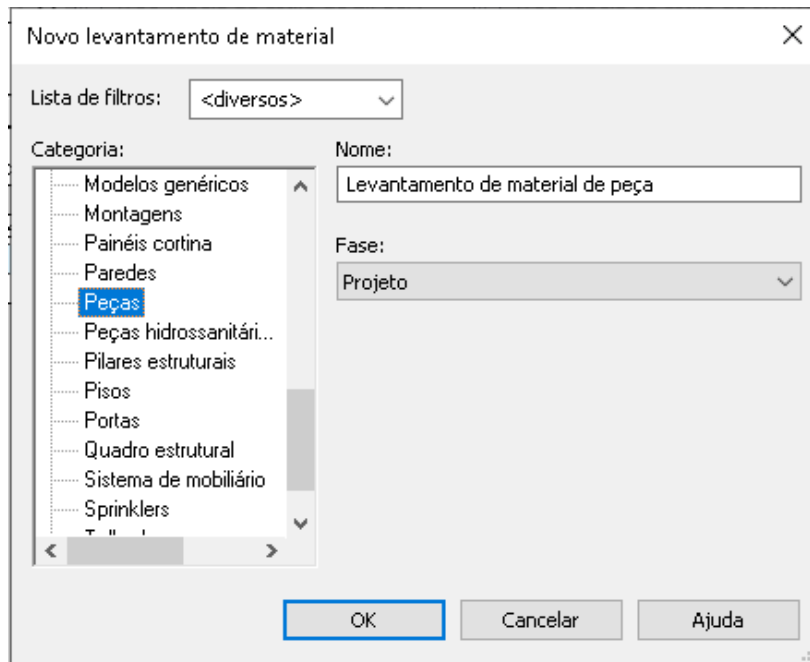 Novo levantamento de material
Lista de filtros:
<diversos>
Categoria:
Modelos genéricos
Montagens
Painéis cortina
Paredes
Peças
Peças hidrossanitári...
Pilares estruturais
Pisos
Portas
Quadro estrutural
Sistema de mobiliário
Sprinklers
Nome:
Levantamento de material de peça
Fase:
Projeto
OK
Cancelar
Ajuda